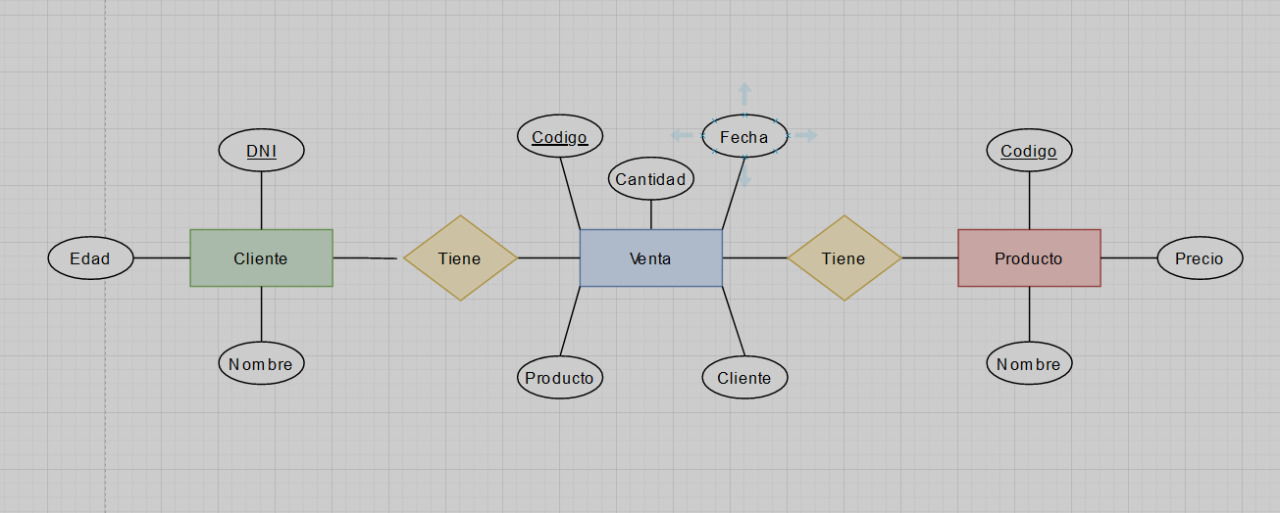 Codigo
Fecha
DNI
Codigo
Cantidad
Edad
Cliente
Tiene
Venta
Tiene
Producto
Precio
Nombre
Producto
Cliente
Nombre